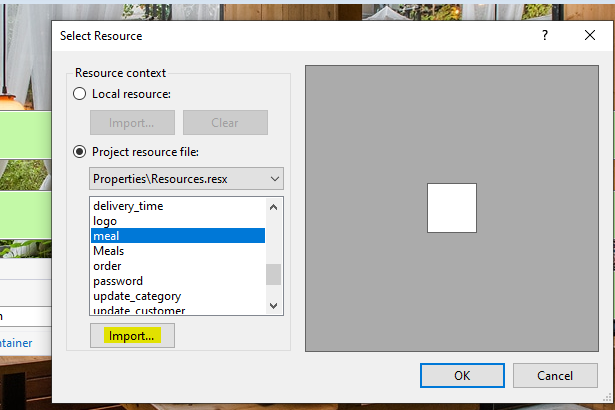 Select Resource
?
Resource context
Local resource:
Import...
Clear
Project resource file:
Properties\Resources.resx
delivery_time
logo
meal
Meals
order
password
update_category
update_customer
Import...
OK
Cancel